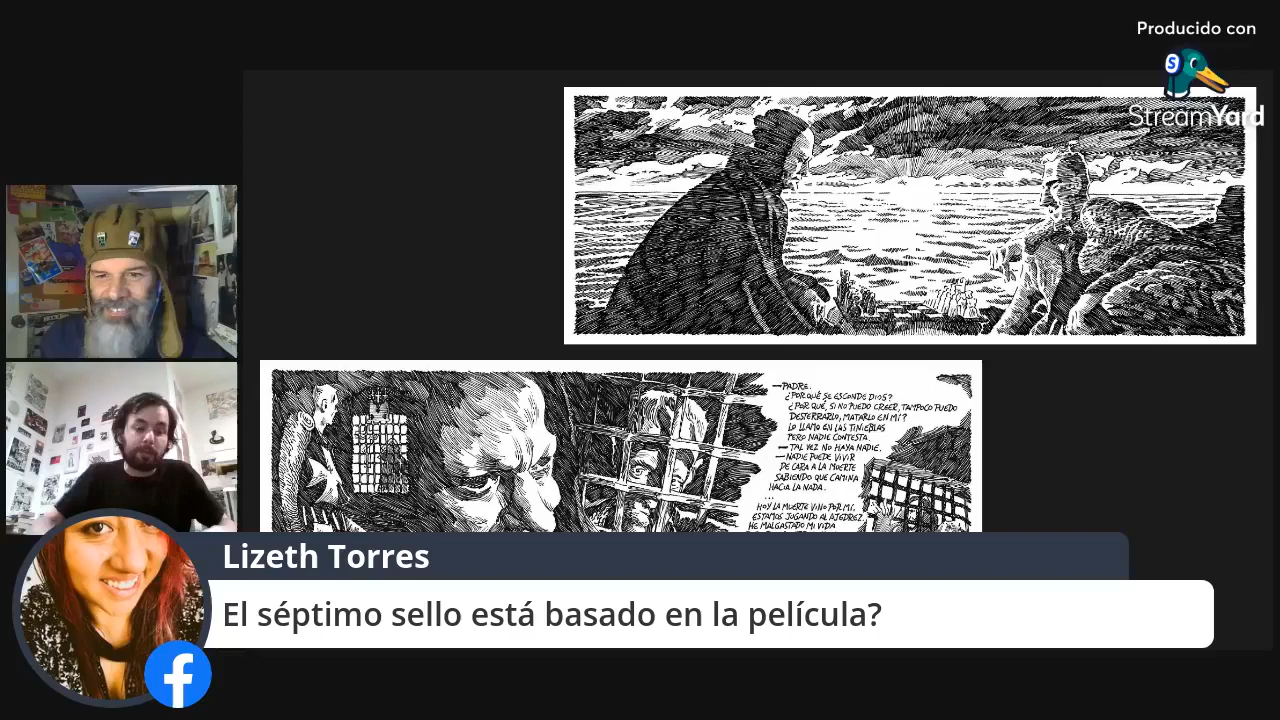 Producido con
StreamYard
—PADRE.
¿POR QUÉ SE ESCONDE DIOS?
¿POR QUÉ, SI NO PUEDO CREER, TAMPOCO PUEDO
DESTERRARLO, MATARLO EN MÍ?
LO LLAMO EN LAS TINIEBLAS
PERO NADIE CONTESTA.
—TAL VEZ NO HAYA NADIE.
—NADIE PUEDE VIVIR
DE CARA A LA MUERTE
SABIENDO QUE CAMINA
HACIA LA NADA.
...
HOY LA MUERTE VINO POR MÍ.
ESTAMOS JUGANDO AL AJEDREZ.
HE MALGASTADO MI VIDA
Lizeth Torres
El séptimo sello está basado en la película?